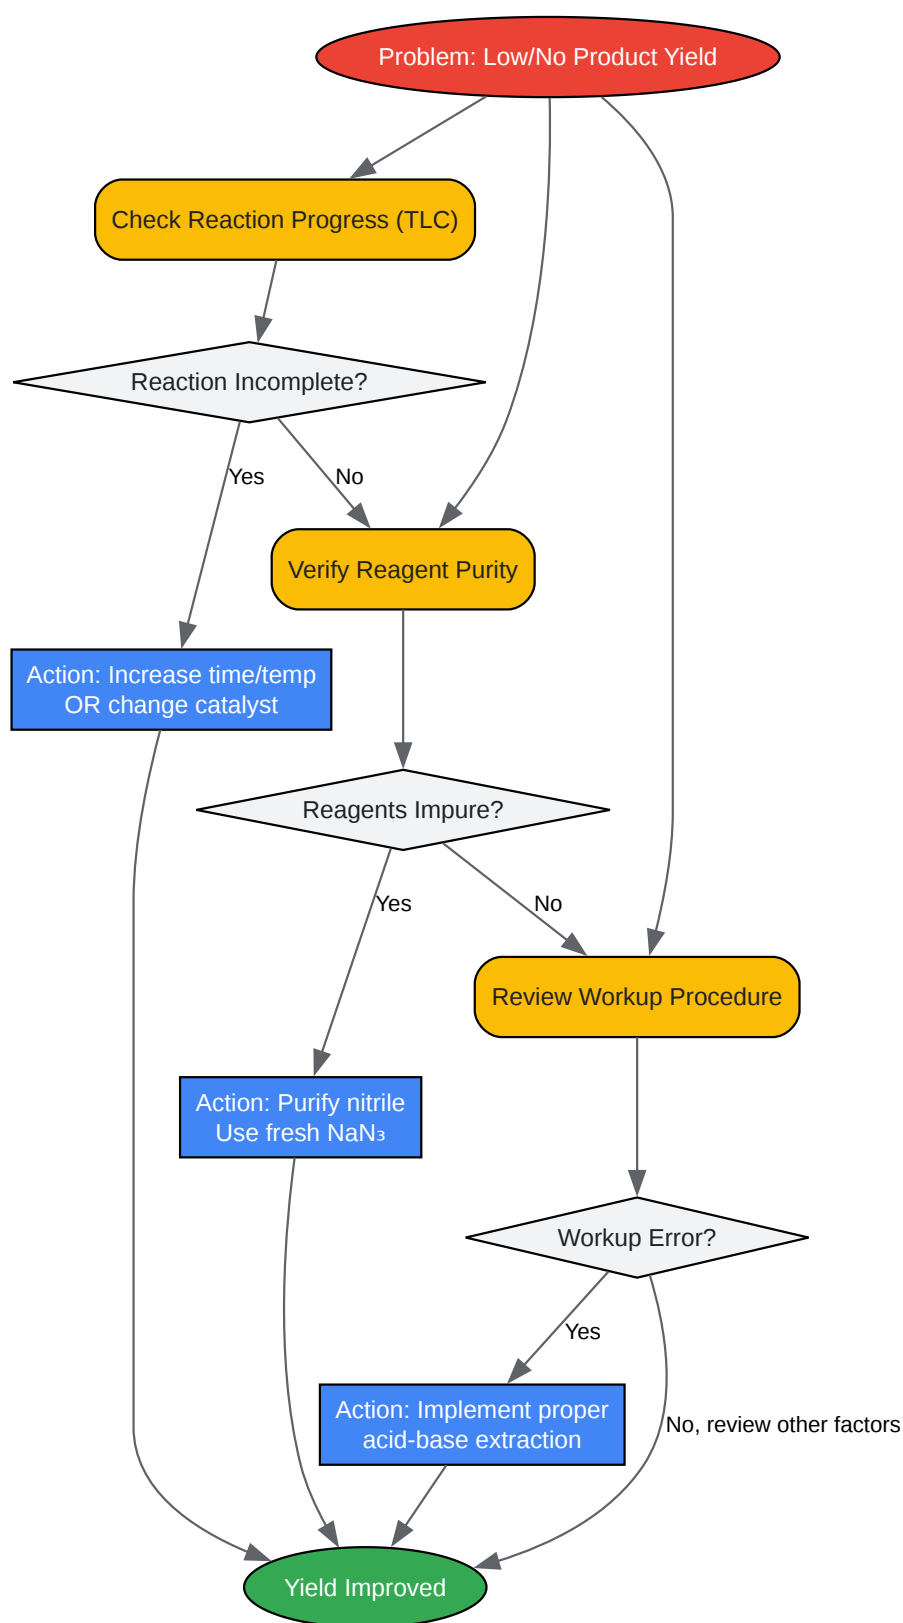 Problem: Low/No Product Yield
Check Reaction Progress (TLC)
Reaction Incomplete?
Yes
No
Verify Reagent Purity
Action: Increase time/temp
OR change catalyst
Reagents Impure?
Yes
No
Review Workup Procedure
Action: Purify nitrile
Use fresh NaN₃
Workup Error?
Yes
Action: Implement proper
acid-base extraction
No, review other factors
Yield Improved